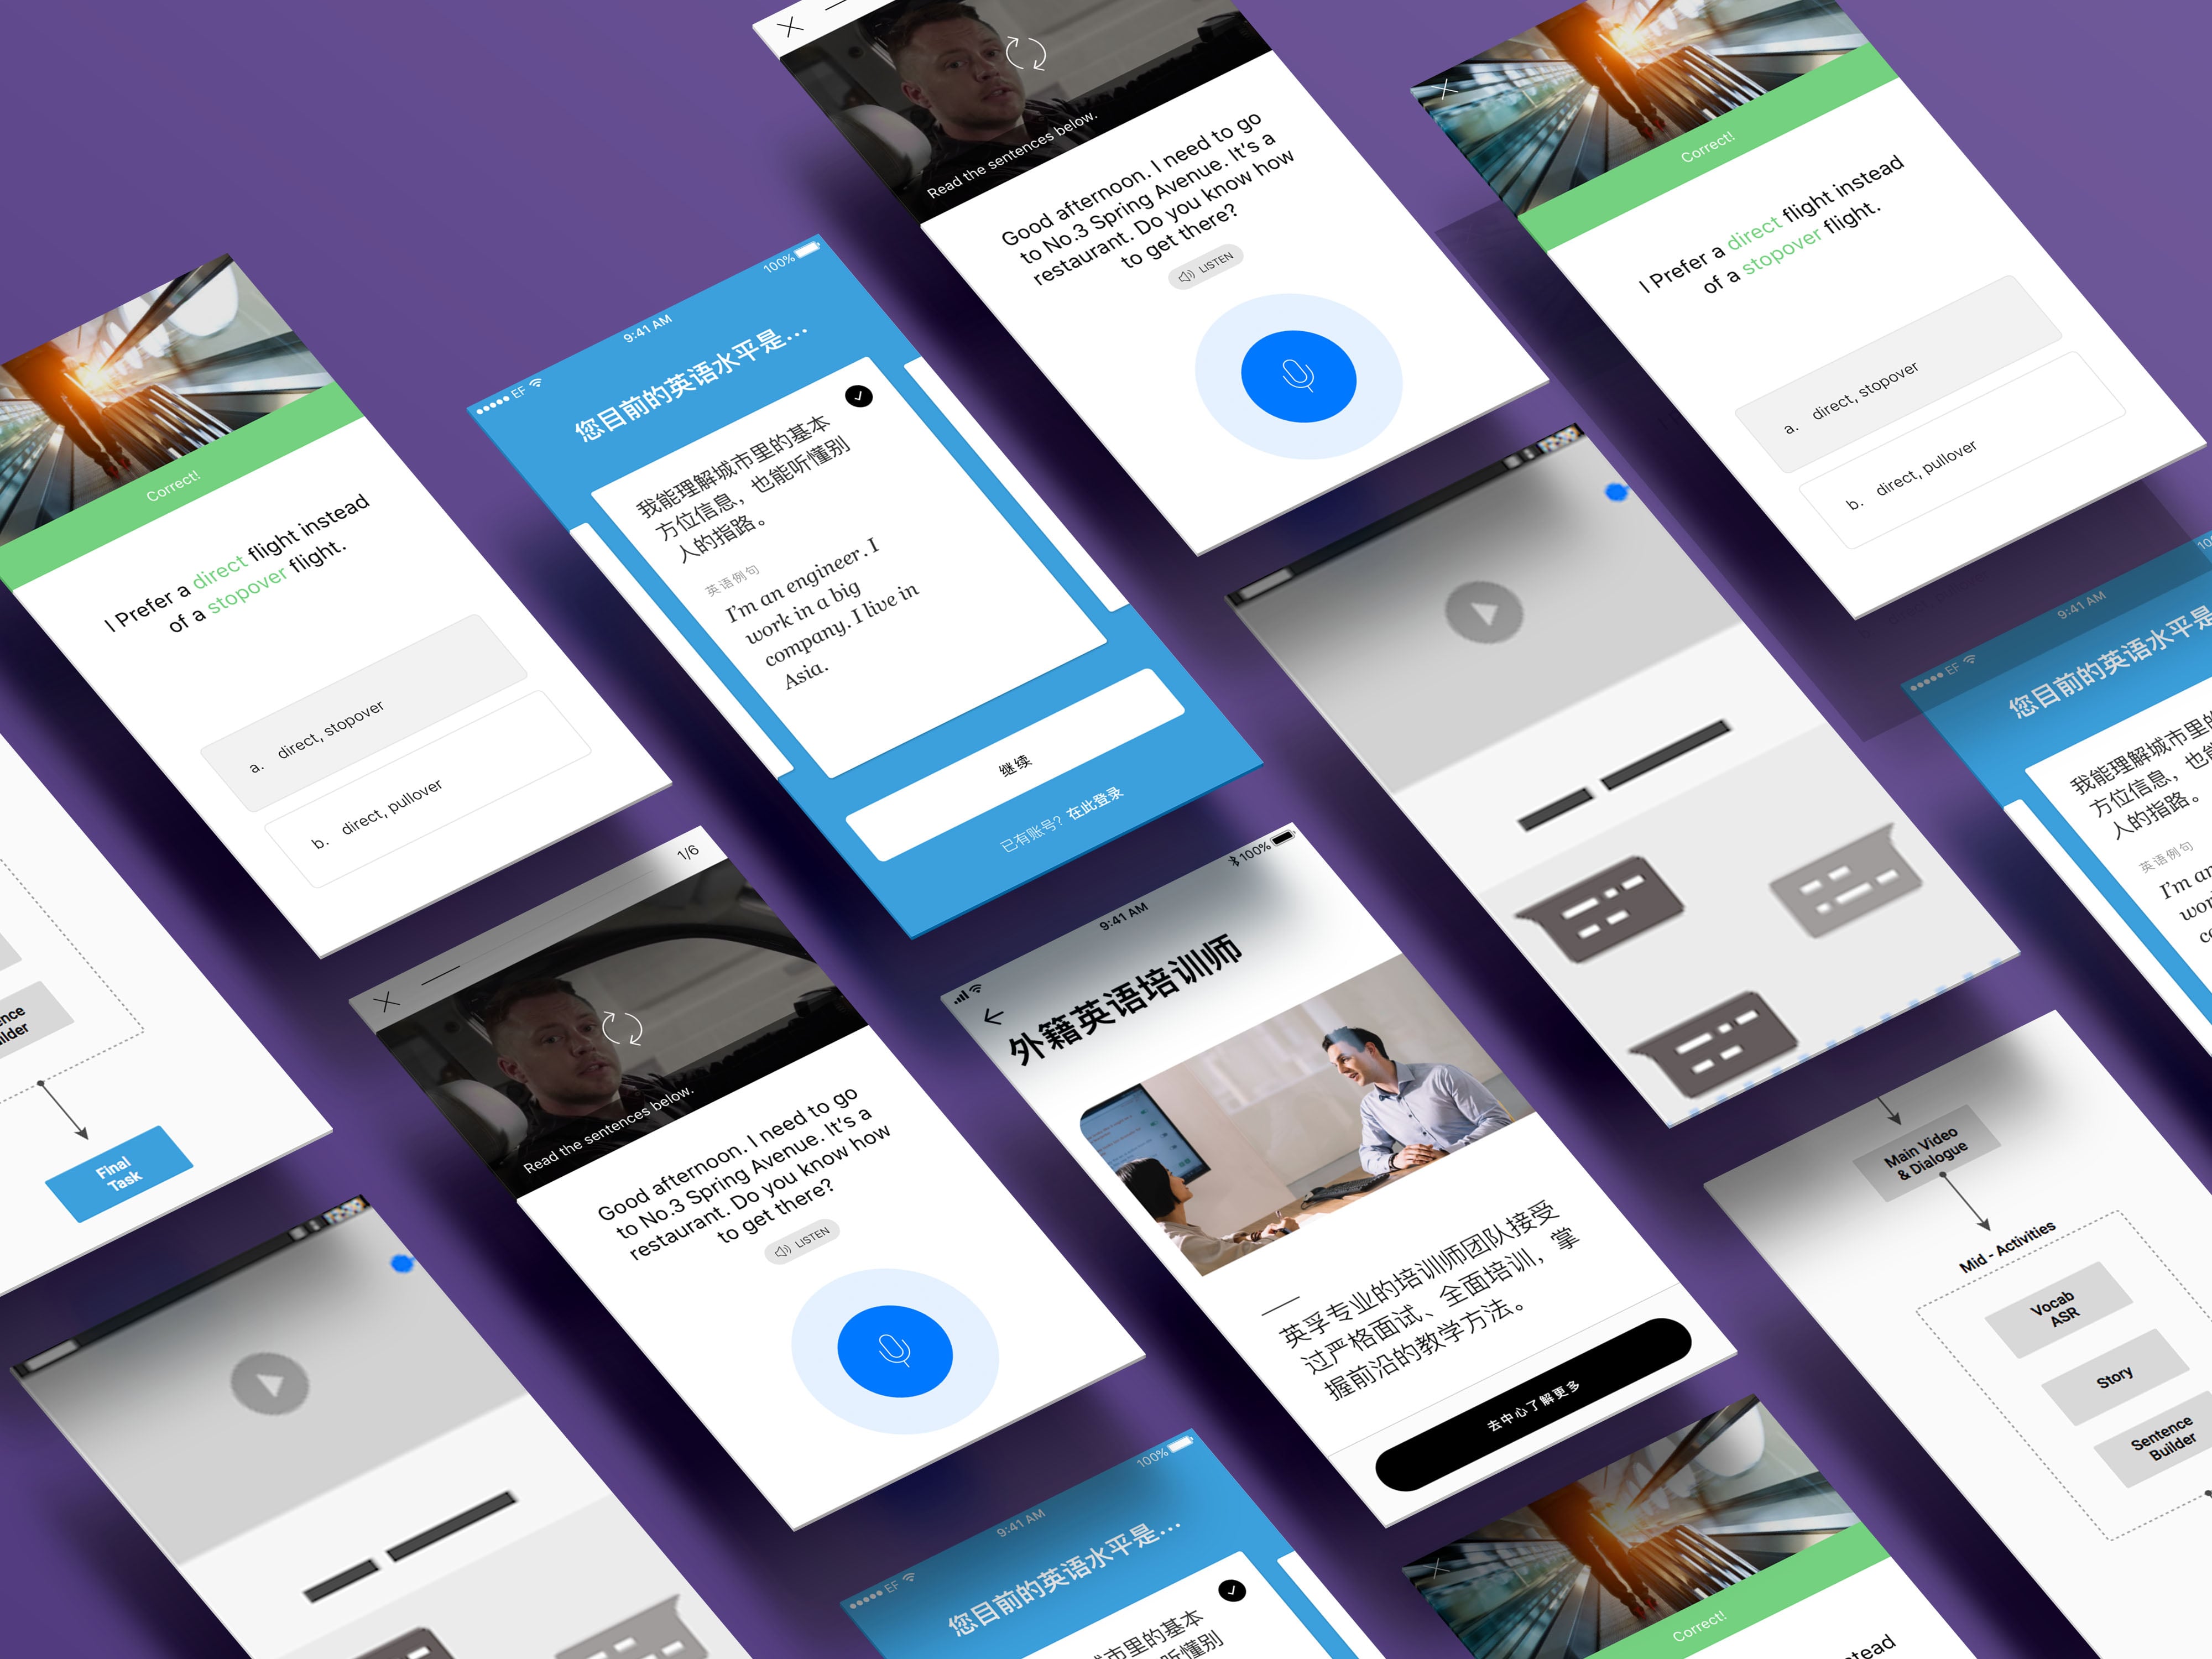 Correct!
I Prefer a direct flight instead
of a stopover flight.
a. direct, stopover
b. direct, pullover
EF
9:41 AM
100%
您目前的英语水平是...
我能理解城市里的基本
方位信息，也能听懂别
人的指路。
英语例句
I'm an engineer. I
work in a big
company. I live in
Asia.
继续
已有账号？在此登录
Read the sentences below.
Good afternoon. I need to go
to No.3 Spring Avenue. It's a
restaurant. Do you know how
to get there?
LISTEN
Correct!
I Prefer a direct flight instead
of a stopover flight.
a. direct, stopover
b. direct, pullover
EF
9:41 AM
您目前的英语水平是
我能理解城市里的
方位信息，也能
人的指路。
英语例句
Final
Task
1/6
Read the sentences below.
Good afternoon. I need to go
to No.3 Spring Avenue. It's a
restaurant. Do you know how
to get there?
LISTEN
9:41 AM
100%
外籍英语培训师
英孚专业的培训师团队接受
过严格面试、全面培训，掌
握前沿的教学方法。
去中心了解更多
Main Video
& Dialogue
Mid - Activities
Vocab
ASR
Story
Sentence
Builder
EF
9:41 AM
100%
您目前的英语水平是...
市里的基本
听懂别
Correct!